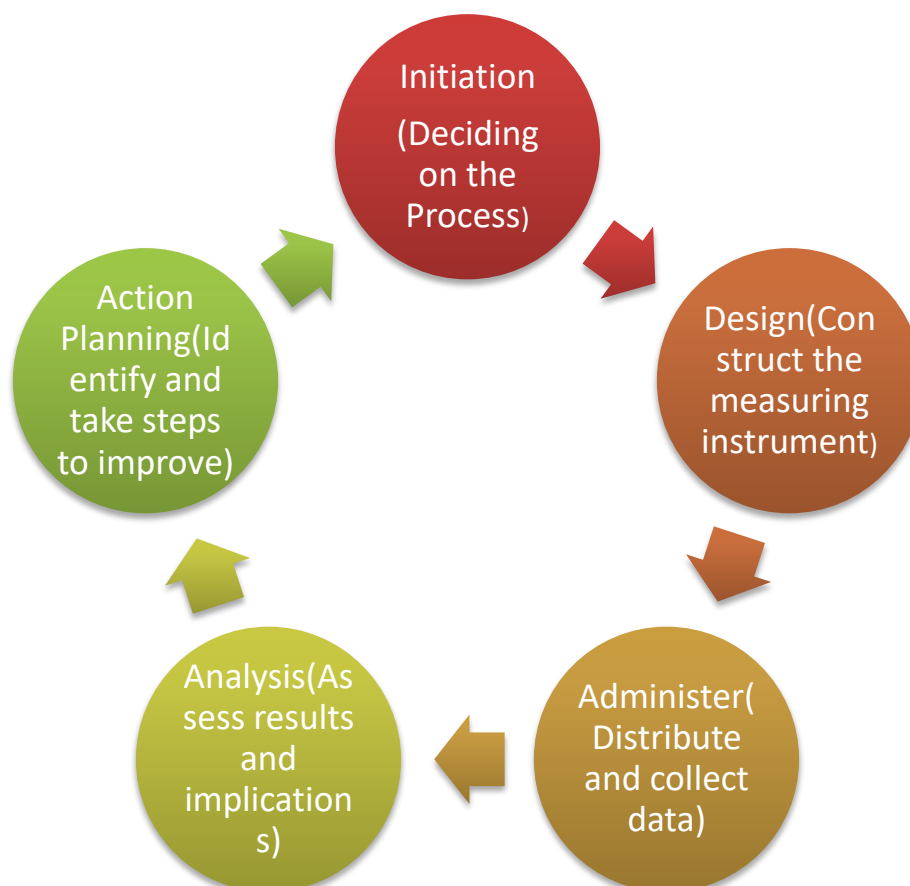 Initiation
(Deciding
on the
Process)
Design(Con
struct the
measuring
instrument)
Administer(
Distribute
and collect
data)
Analysis(As
sess results
and
implication
s)
Action
Planning(Id
entify and
take steps
to improve)